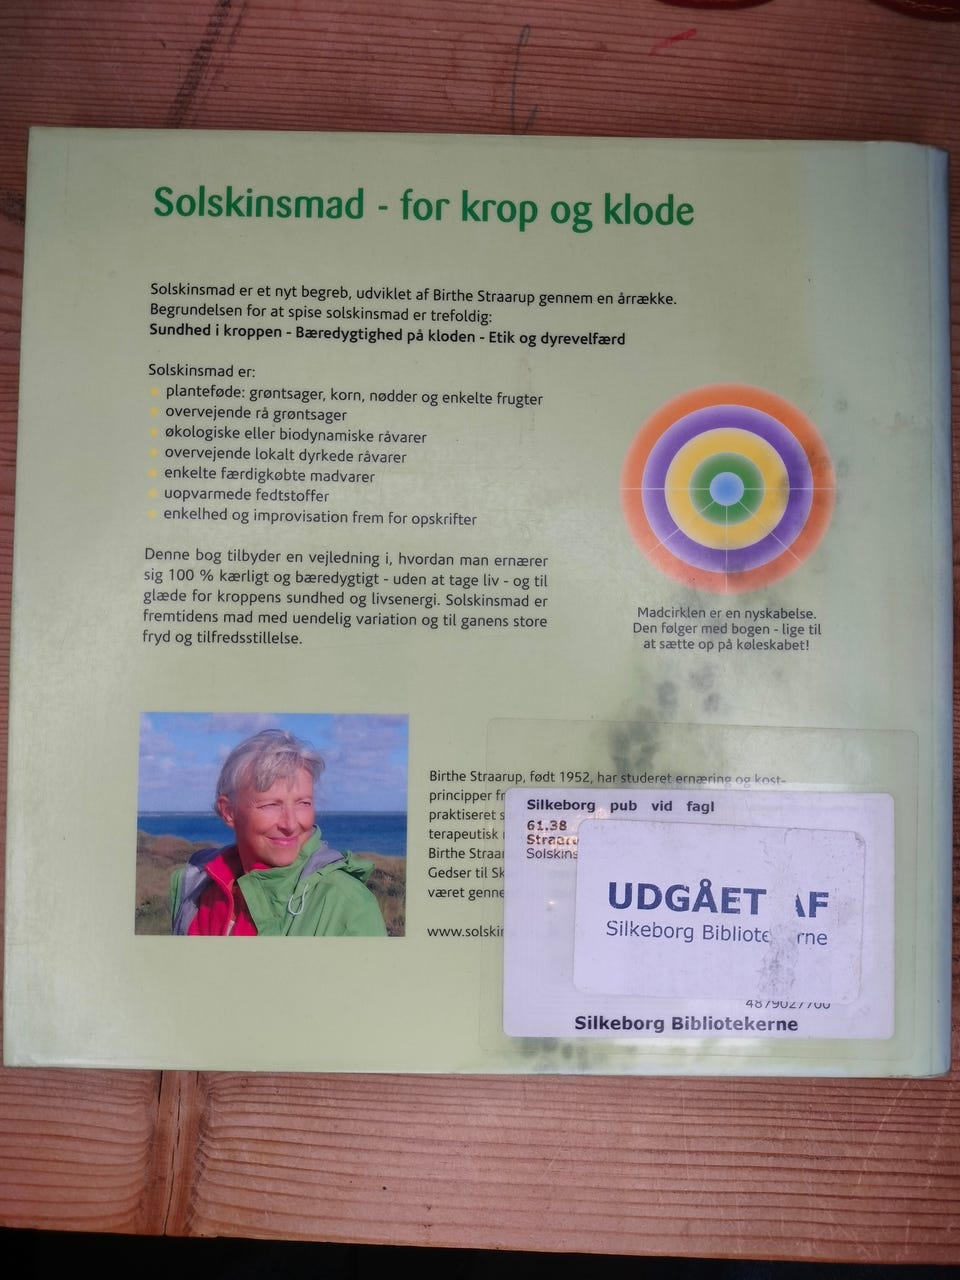 Solskinsmad - for krop og klode
Solskinsmad er et nyt begreb, udviklet af Birthe Straarup gennem en årrække.
Begrundelsen for at spise solskinsmad er trefoldig:
Sundhed i kroppen - Bæredygtighed på kloden - Etik og dyrevelfærd
Solskinsmad er:
planteføde: grøntsager, korn, nødder og enkelte frugter
overvejende rå grøntsager
økologiske eller biodynamiske råvarer
overvejende lokalt dyrkede råvarer
enkelte færdigkøbte madvarer
uopvarmede fedtstoffer
enkelhed og improvisation frem for opskrifter
Denne bog tilbyder en vejledning i, hvordan man ernærer
sig 100 % kærligt og bæredygtigt - uden at tage liv - og til
glæde for kroppens sundhed og livsenergi. Solskinsmad er
fremtidens mad med uendelig variation og til ganens store
fryd og tilfredsstillelse.
Madcirklen er en nyskabelse.
Den følger med bogen - lige til
at sætte op på køleskabet!
Birthe Straarup, født 1952, har studeret ernæring og kost-
principper
praktiseret
terapeutisk
Birthe
Gedser til
været
Silkeborg pub vid fagl
61.38
UDGÅET AF
Silkeborg Bibliotekerne
Silkeborg Bibliotekerne